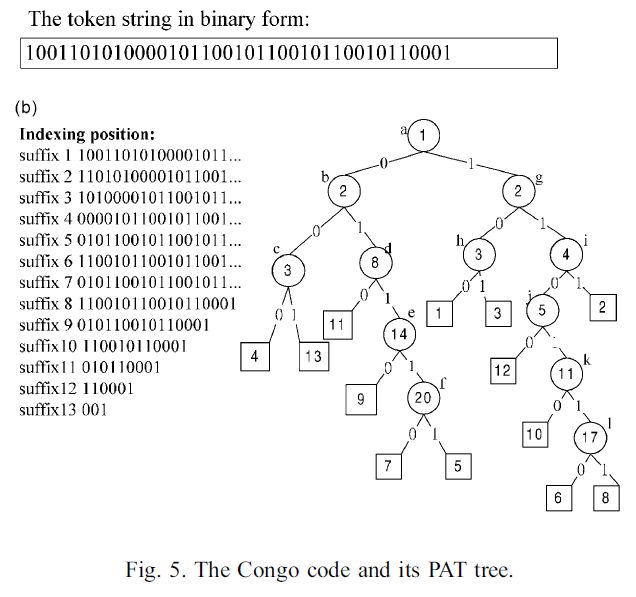 The token string in binary form:
100110101000010110010110010110010110001
(b)
Indexing position:
suffix 1 10011010100001011...
suffix 2 11010100001011001...
suffix 3 10100001011001011...
suffix 4 00001011001011001...
suffix 5 01011001011001011...
suffix 6 11001011001011001...
suffix 7 01011001011001011...
suffix 8 110010110010110001
suffix 9 010110010110001
suffix10 110010110001
suffix11 010110001
suffix12 110001
suffix13 001
a 1
0 1
b 2 2 g
0 1 0 1
c 3 d 8 h 3 4 i
0 1 0 1 0 1 0 1
4 13 11 e 14 1 3 j 5 2
0 1 0
9 f 20 12 11 k
0 1 0 1
7 5 10 17 l
0 1
6 8
Fig. 5. The Congo code and its PAT tree.